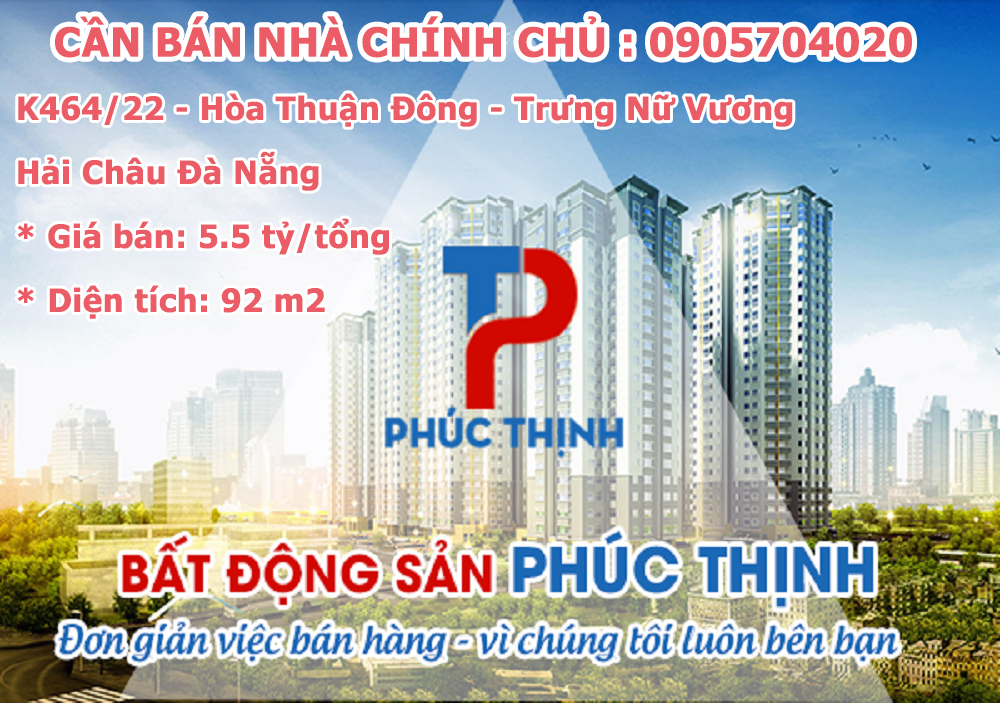 CẦN BÁN NHÀ CHÍNH CHỦ : 0905704020
K464/22 - Hòa Thuận Đông - Trưng Nữ Vương
Hải Châu Đà Nẵng
* Giá bán: 5.5 tỷ/tổng
* Diện tích: 92 m2
TP
PHÚC THỊNH
BẤT ĐỘNG SẢN PHÚC THỊNH
Đơn giản việc bán hàng - vì chúng tôi luôn bên bạn